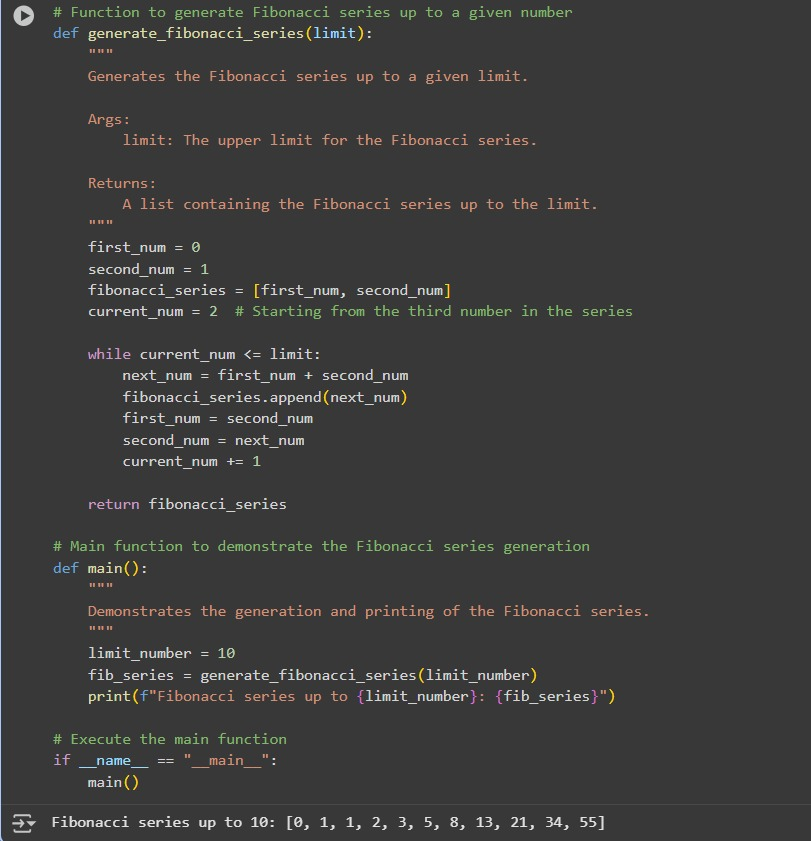 # Function to generate Fibonacci series up to a given number
def generate_fibonacci_series(limit):
    """
    Generates the Fibonacci series up to a given limit.

    Args:
        limit: The upper limit for the Fibonacci series.

    Returns:
        A list containing the Fibonacci series up to the limit.
    """
    first_num = 0
    second_num = 1
    fibonacci_series = [first_num, second_num]
    current_num = 2  # Starting from the third number in the series

    while current_num <= limit:
        next_num = first_num + second_num
        fibonacci_series.append(next_num)
        first_num = second_num
        second_num = next_num
        current_num += 1

    return fibonacci_series

# Main function to demonstrate the Fibonacci series generation
def main():
    """
    Demonstrates the generation and printing of the Fibonacci series.
    """
    limit_number = 10
    fib_series = generate_fibonacci_series(limit_number)
    print(f"Fibonacci series up to {limit_number}: {fib_series}")

# Execute the main function
if __name__ == "__main__":
    main()
Fibonacci series up to 10: [0, 1, 1, 2, 3, 5, 8, 13, 21, 34, 55]